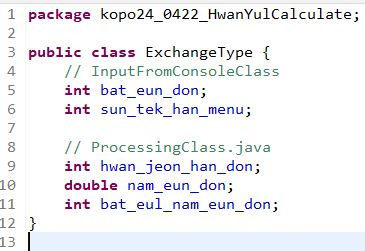 1 package kopo24_0422_HwanYulCalculate;
2
3 public class ExchangeType {
4 // InputFromConsoleClass
5 int bat_eun_don;
6 int sun_tek_han_menu;
7
8 // ProcessingClass.java
9 int hwan_jeon_han_don;
10 double nam_eun_don;
11 int bat_eul_nam_eun_don;
12 }
13